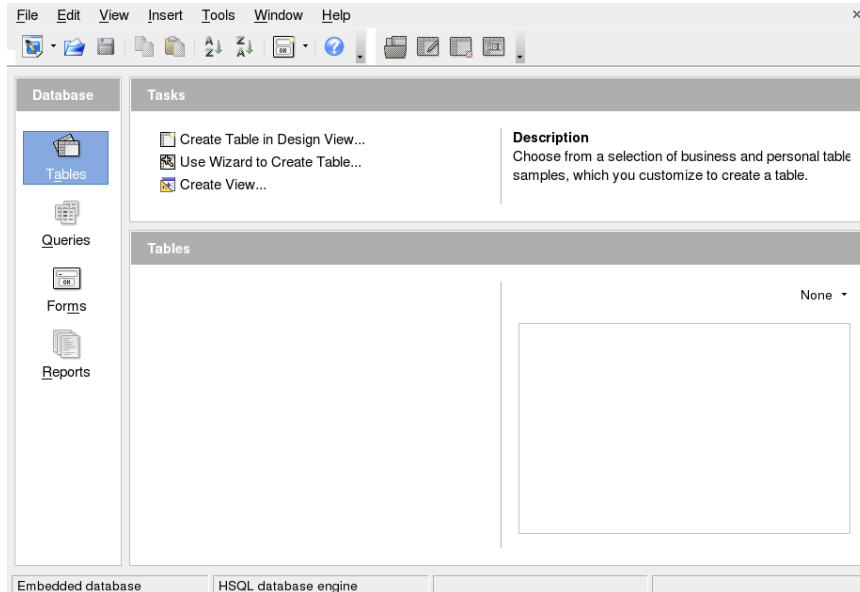 File Edit View Insert Tools Window Help
Database
Tasks
Tables
Queries
Forms
Reports
Create Table in Design View...
Use Wizard to Create Table...
Create View...
Description
Choose from a selection of business and personal table
samples, which you customize to create a table.
Tables
None
Embedded database
HSQL database engine